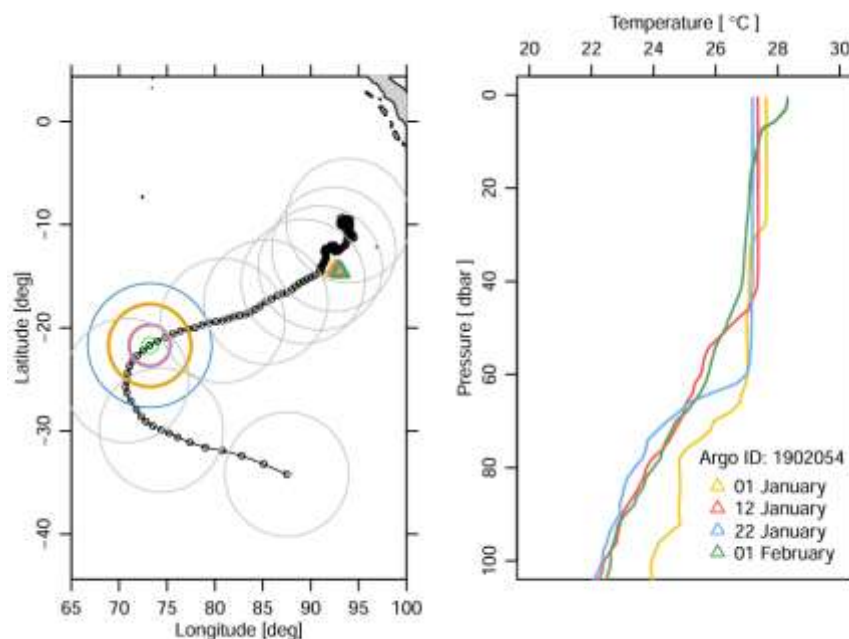 Temperature [ °C]
20 22 24 26 28 30
Latitude [deg]
0
−10
−20
−30
−40
65 70 75 80 85 90 95 100
Longitude [deg]
Pressure [ dbar]
0
20
40
60
80
100
Argo ID: 1902054
01 January
12 January
22 January
01 February